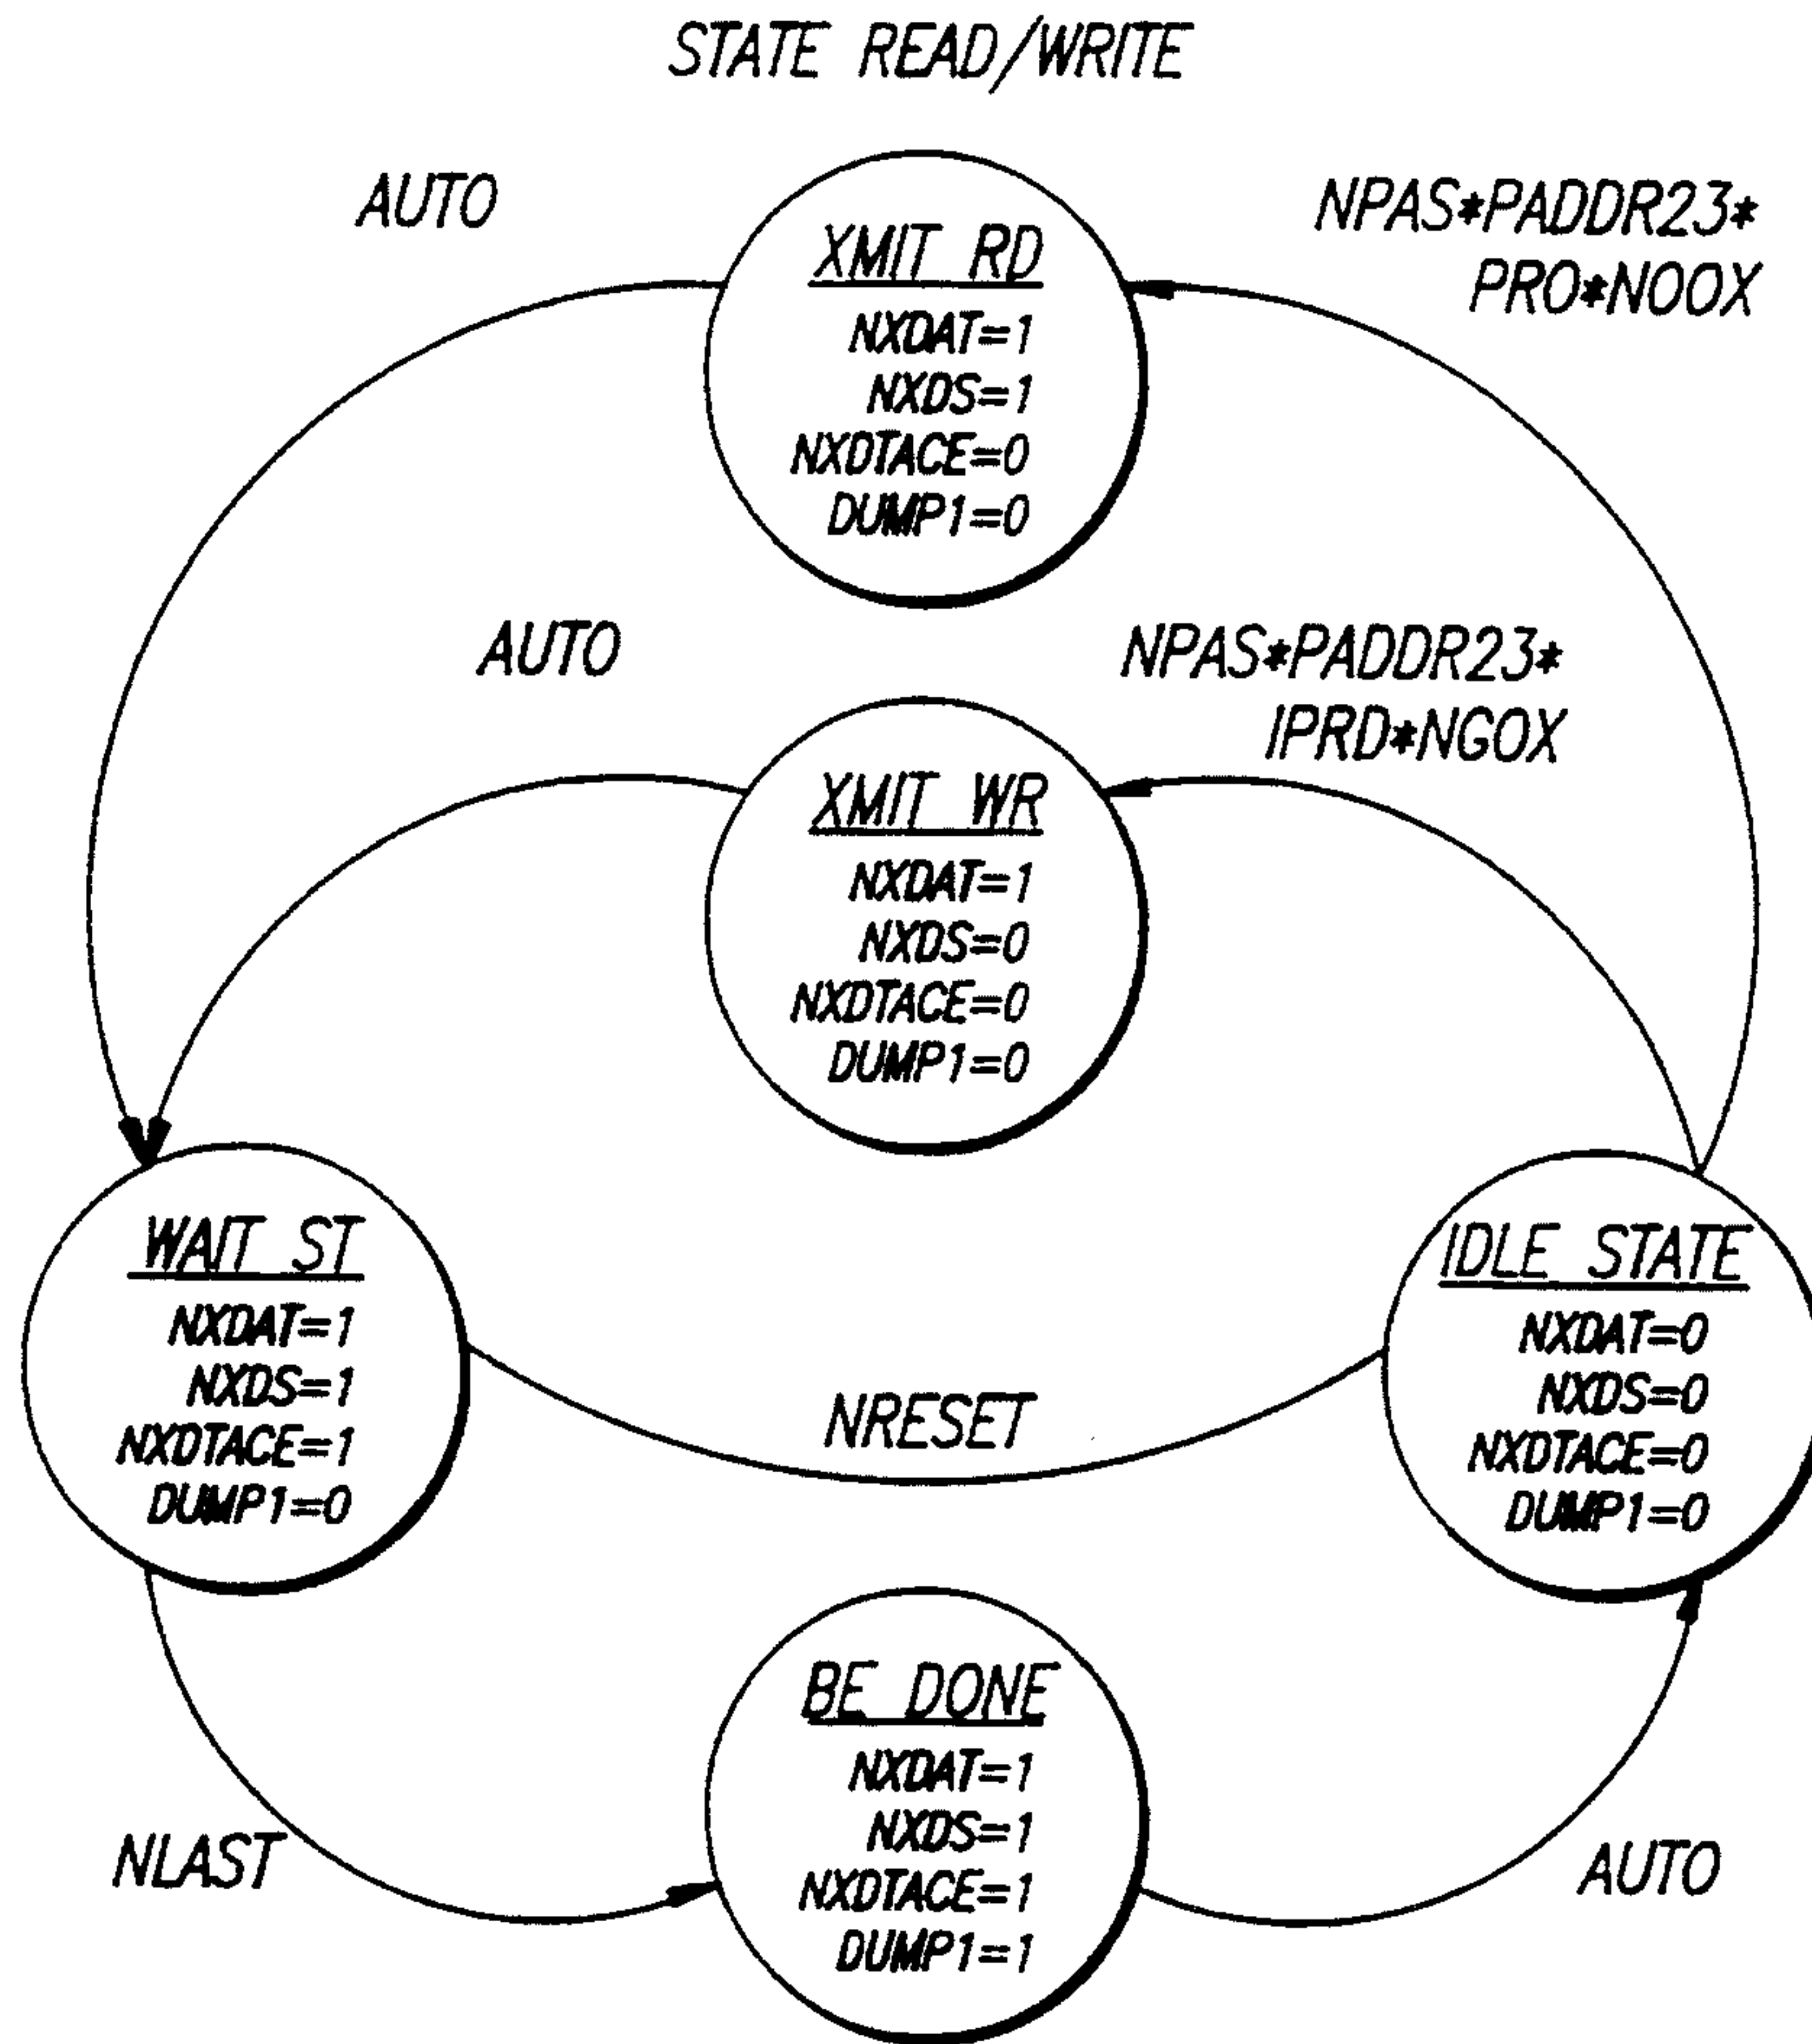 STATE READ/WRITE
AUTO
NPAS*PADDR23*
PRO*NOOX
XMIT RD
NXDAT=1
NXDS=1
NXDTACE=0
DUMP1=0
AUTO
NPAS*PADDR23*
IPRD*NGOX
XMIT WR
NXDAT=1
NXDS=0
NXDTACE=0
DUMP1=0
WAIT ST
NXDAT=1
NXDS=1
NXDTACE=1
DUMP1=0
NRESET
IDLE STATE
NXDAT=0
NXDS=0
NXDTACE=0
DUMP1=0
BE DONE
NXDAT=1
NXDS=1
NXDTACE=1
DUMP1=1
NLAST
AUTO